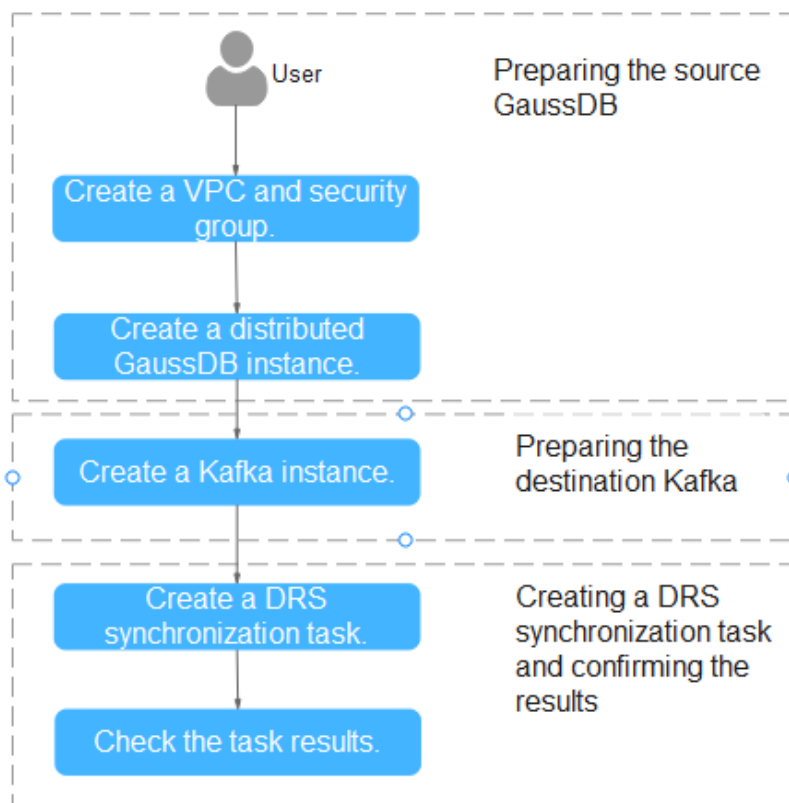 User
Preparing the source
GaussDB
Create a VPC and security
group.
Create a distributed
GaussDB instance.
Create a Kafka instance.
Preparing the
destination Kafka
Create a DRS
synchronization task.
Creating a DRS
synchronization task
and confirming the
results
Check the task results.